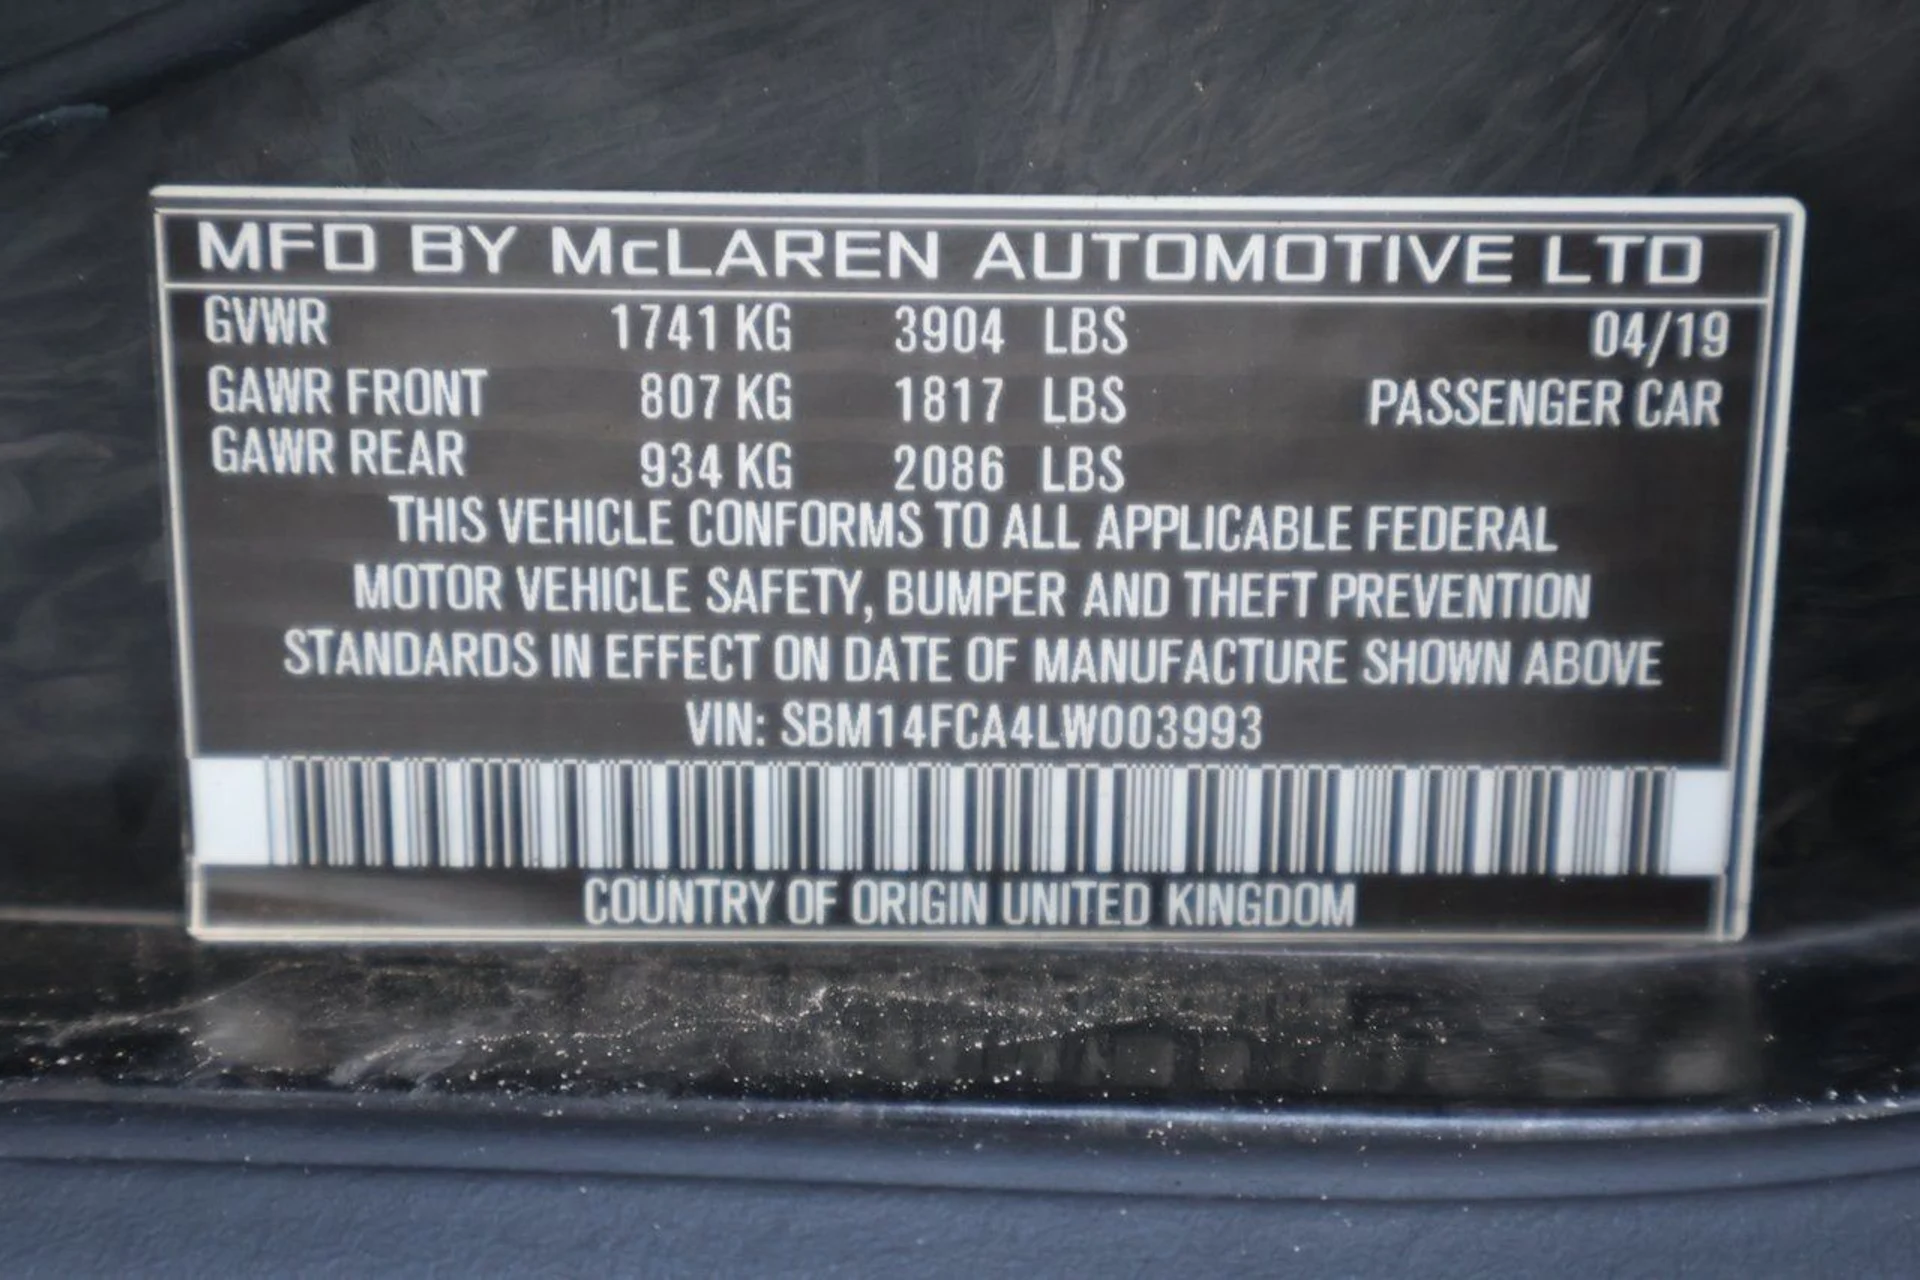 MFD BY McLAREN AUTOMOTIVE LTD
GVWR 1741 KG 3904 LBS 04/19
GAWR FRONT 807 KG 1817 LBS PASSENGER CAR
GAWR REAR 934 KG 2086 LBS
THIS VEHICLE CONFORMS TO ALL APPLICABLE FEDERAL
MOTOR VEHICLE SAFETY, BUMPER AND THEFT PREVENTION
STANDARDS IN EFFECT ON DATE OF MANUFACTURE SHOWN ABOVE
VIN: SBM14FCA4LW003993
COUNTRY OF ORIGIN UNITED KINGDOM